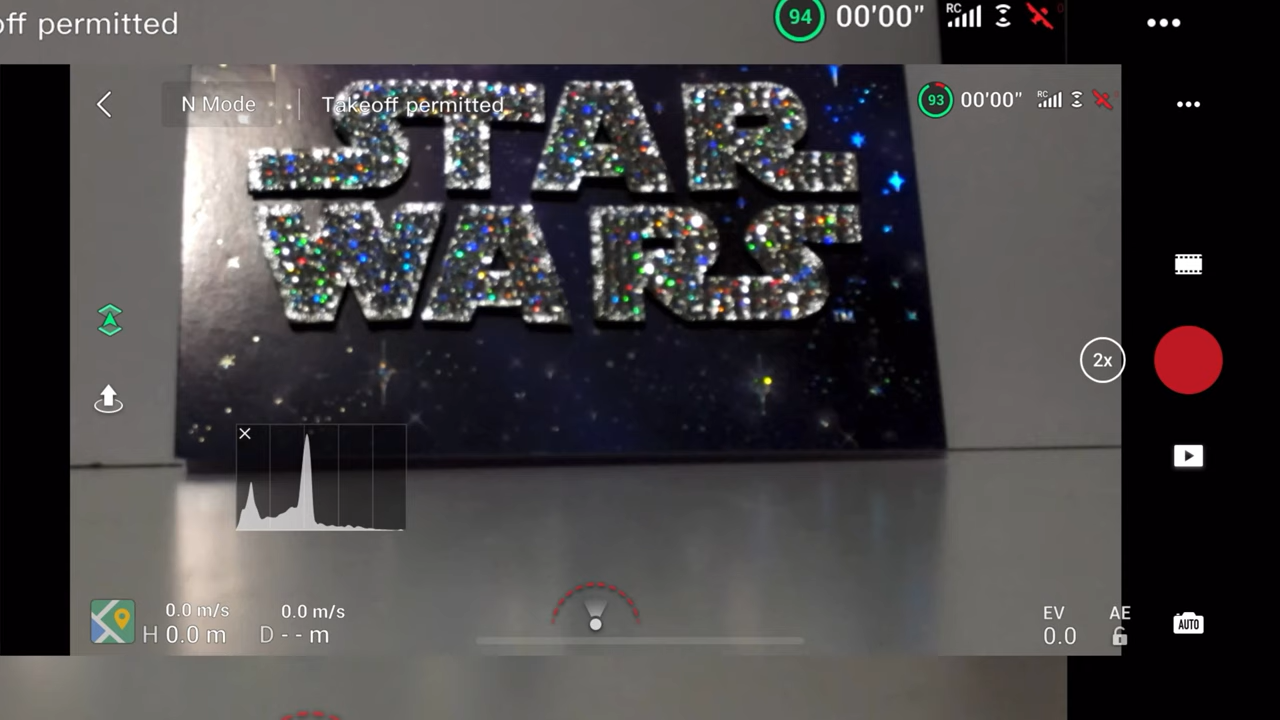 off permitted
94
00'00"
RC
N Mode
Takeoff permitted
93
00'00"
RC
STAR
WARS
TM
2x
0.0 m/s
0.0 m/s
H 0.0 m
D - - m
EV
AE
0.0
AUTO